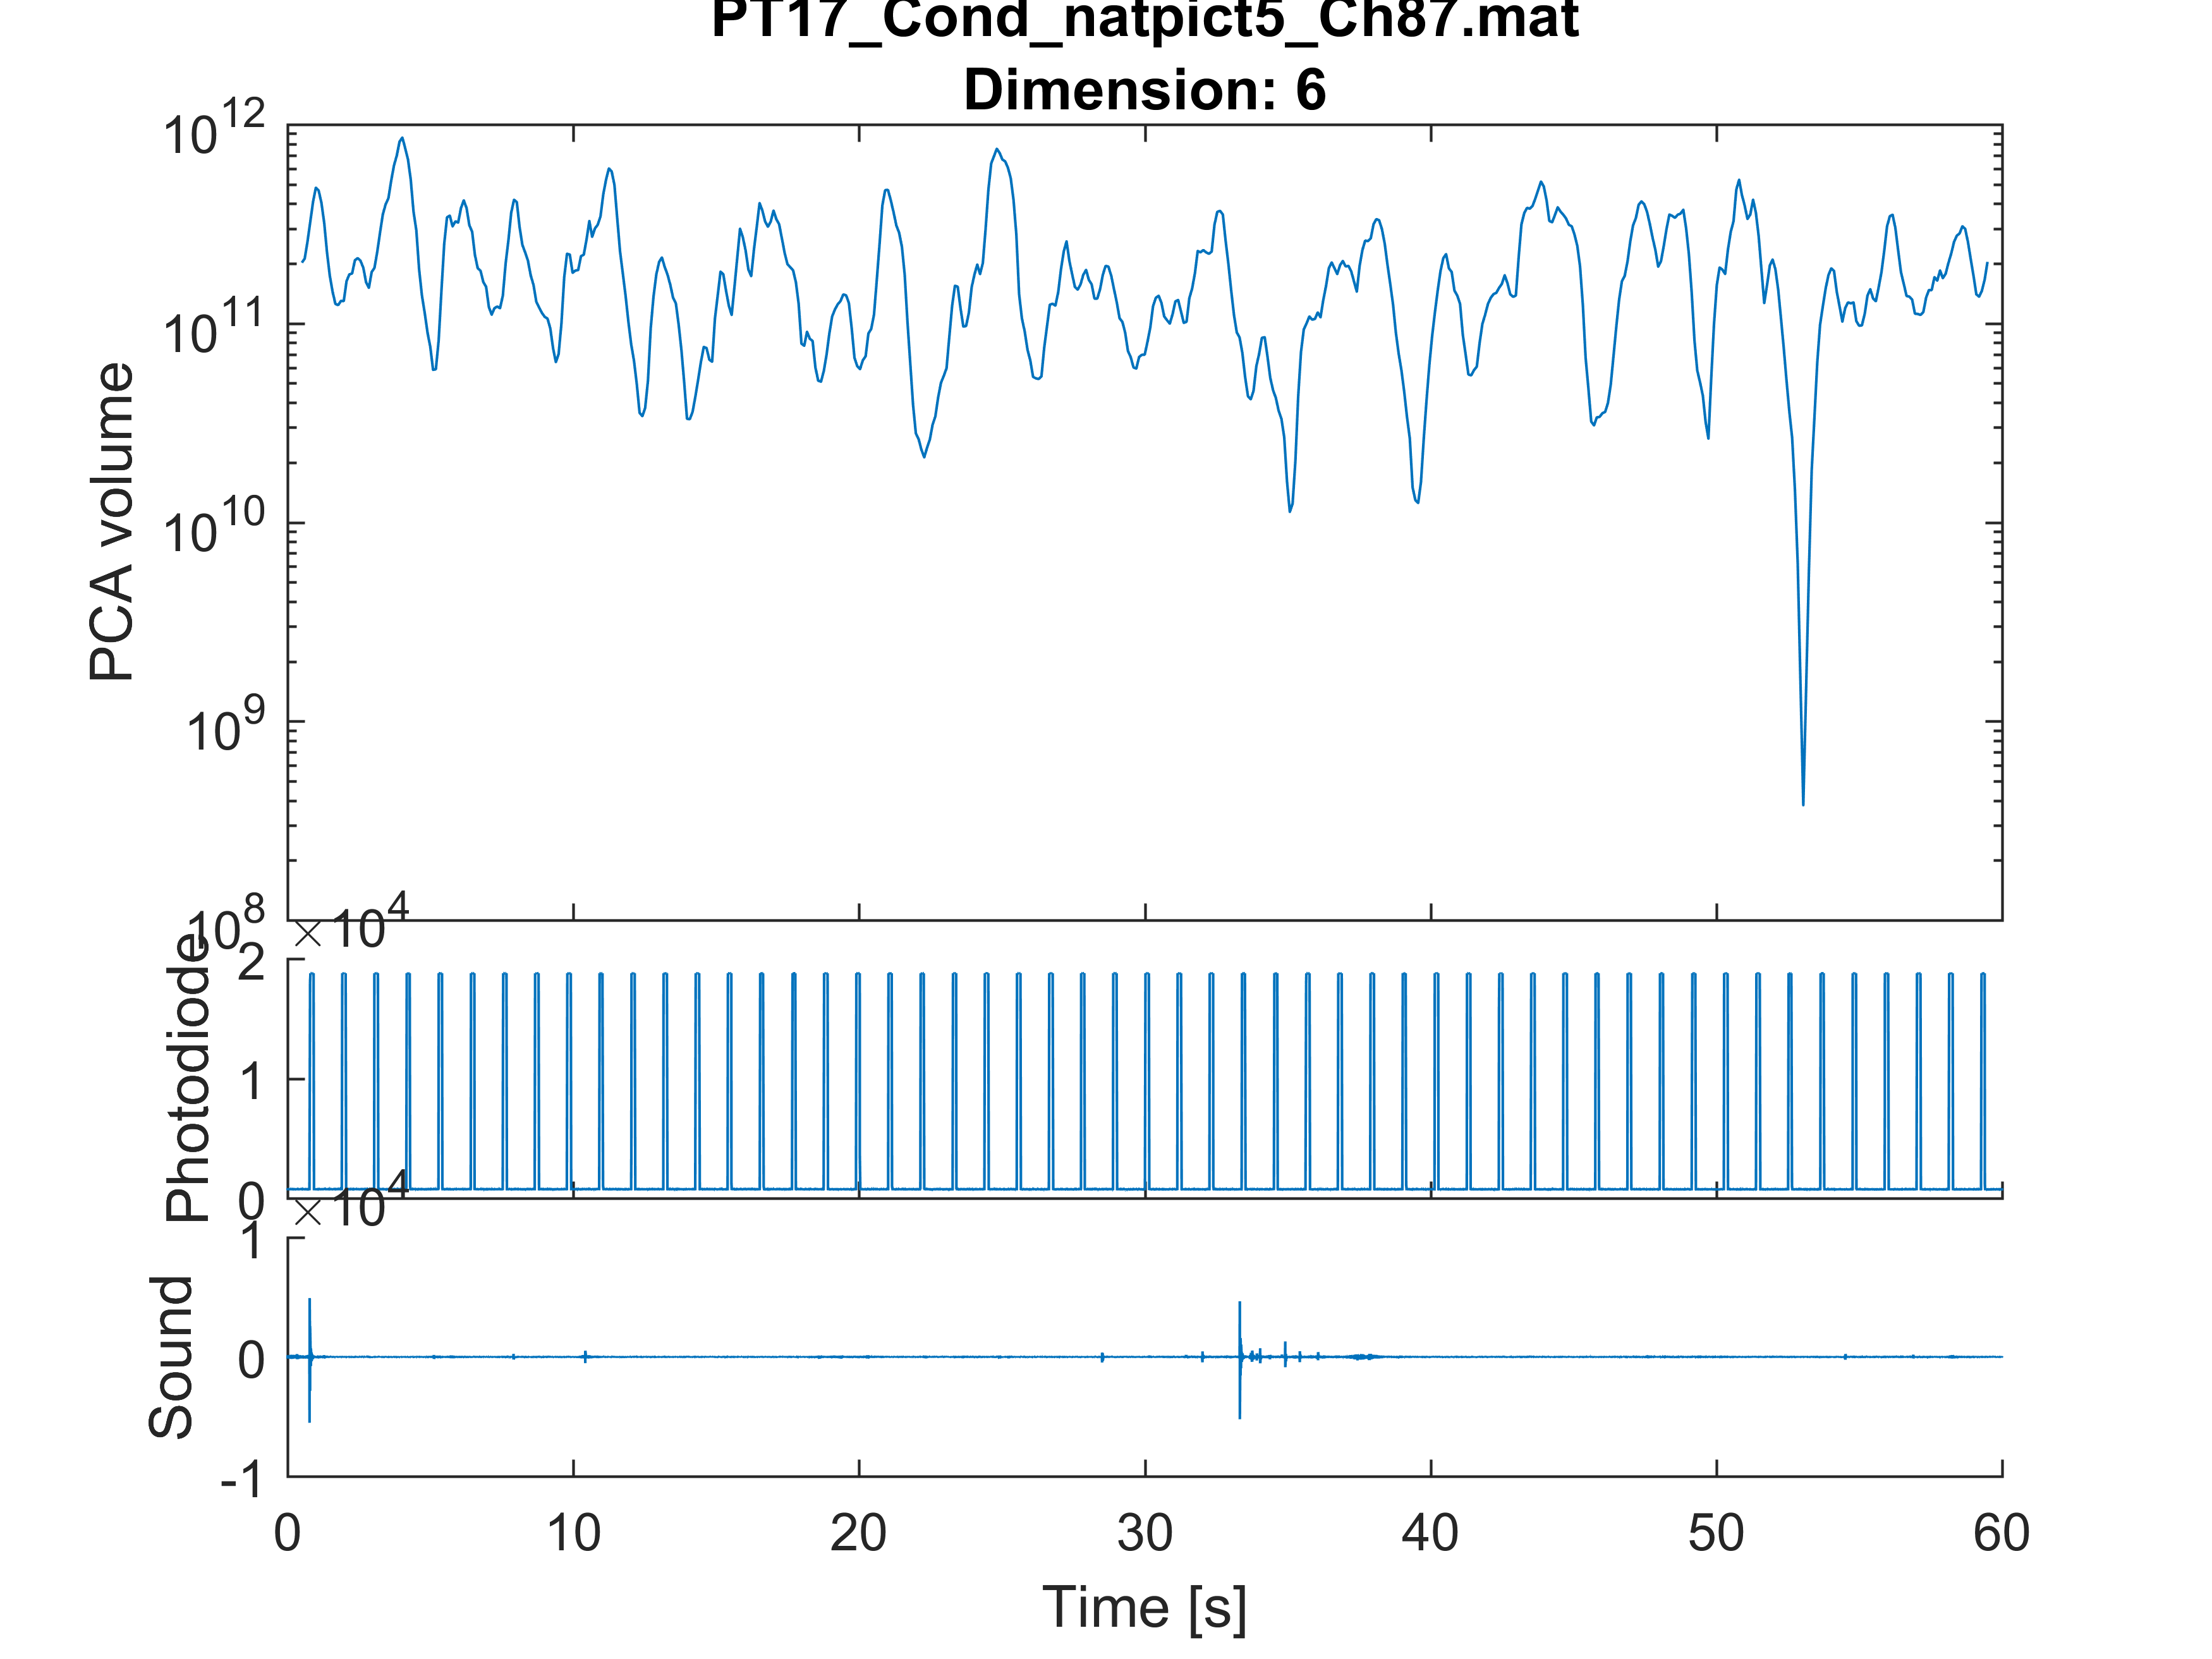 PT17_Cond_natpict5_Ch87.mat
Dimension: 6
10^12
10^11
10^10
10^9
10^8
PCA volume
× 10^4
2
1
0
Photodiode
× 10^4
1
0
-1
Sound
0 10 20 30 40 50 60
Time [s]